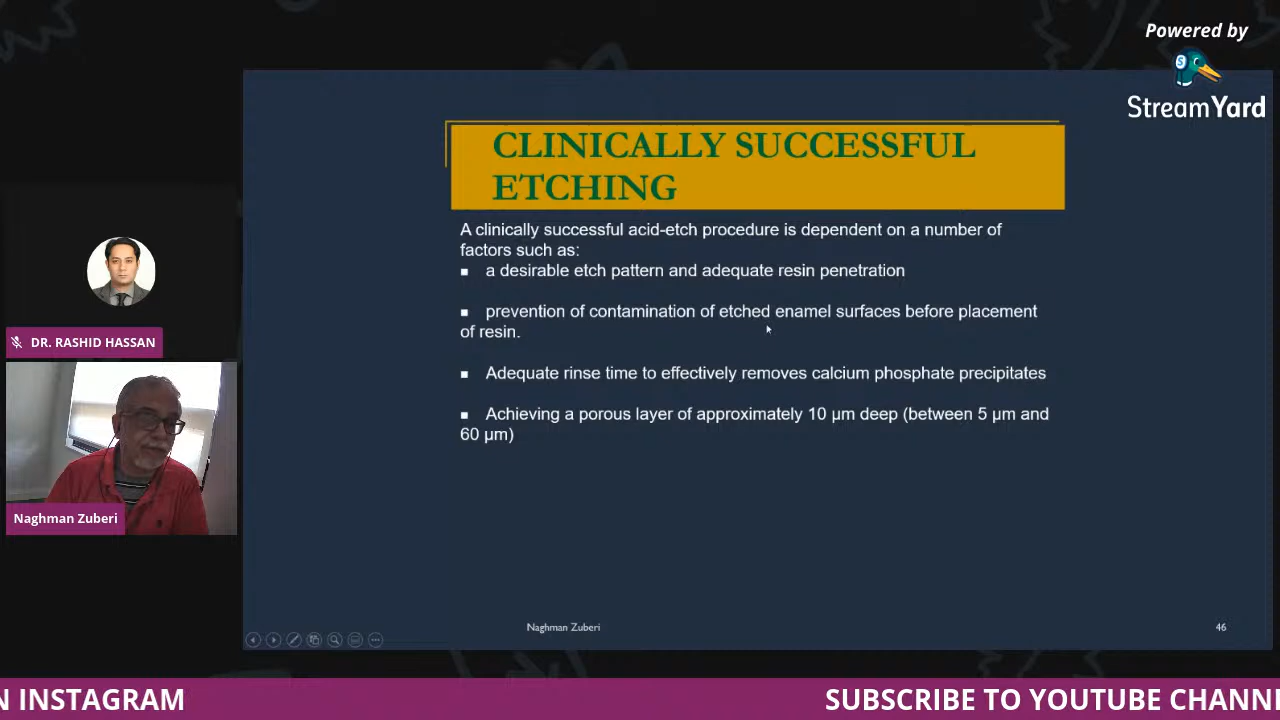 Powered by
StreamYard
CLINICALLY SUCCESSFUL
ETCHING
A clinically successful acid-etch procedure is dependent on a number of
factors such as:
▪ a desirable etch pattern and adequate resin penetration
▪ prevention of contamination of etched enamel surfaces before placement
of resin.
▪ Adequate rinse time to effectively removes calcium phosphate precipitates
▪ Achieving a porous layer of approximately 10 μm deep (between 5 μm and
60 μm)
DR. RASHID HASSAN
Naghman Zuberi
Naghman Zuberi
46
N INSTAGRAM
SUBSCRIBE TO YOUTUBE CHANN